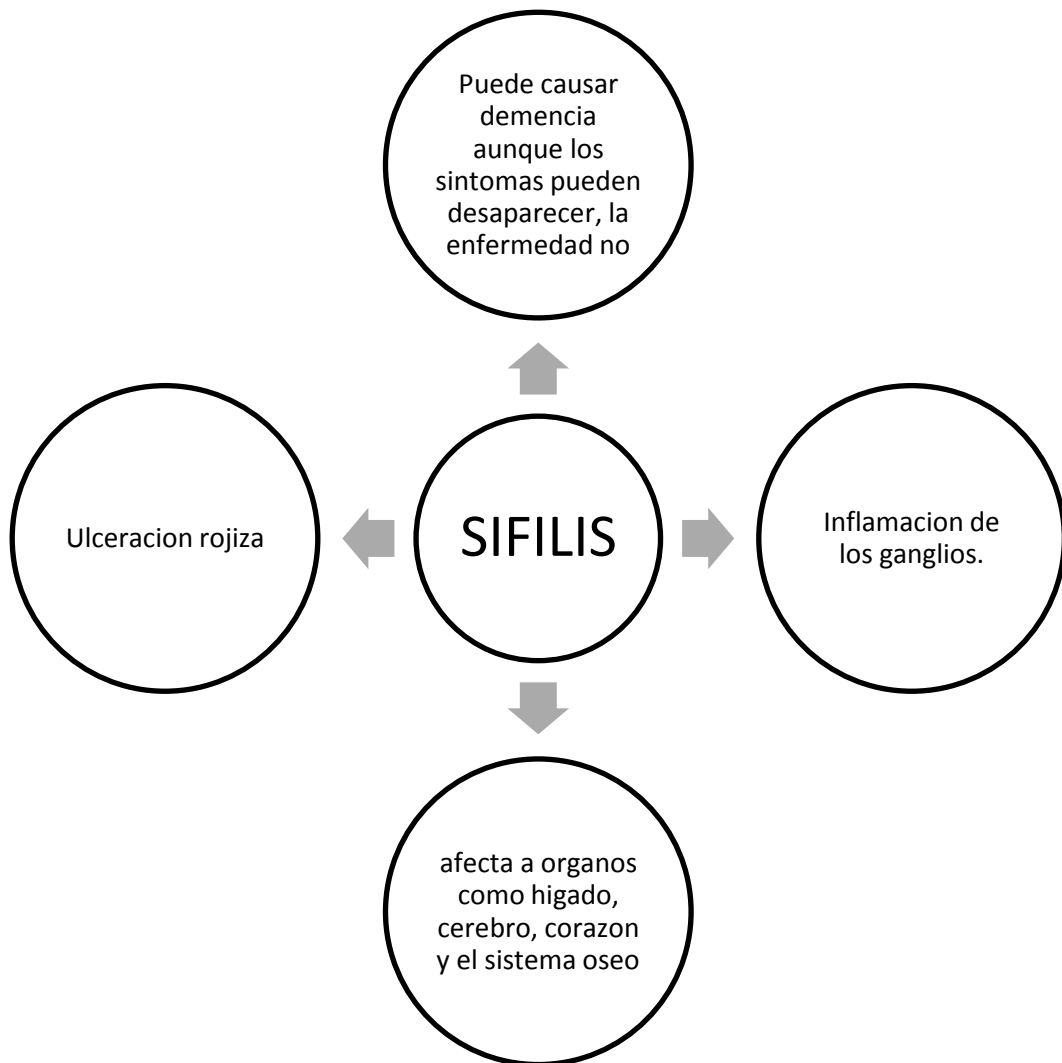 Puede causar
demencia
aunque los
sintomas pueden
desaparecer, la
enfermedad no
Ulceracion rojiza
SIFILIS
Inflamacion de
los ganglios.
afecta a organos
como higado,
cerebro, corazon
y el sistema oseo